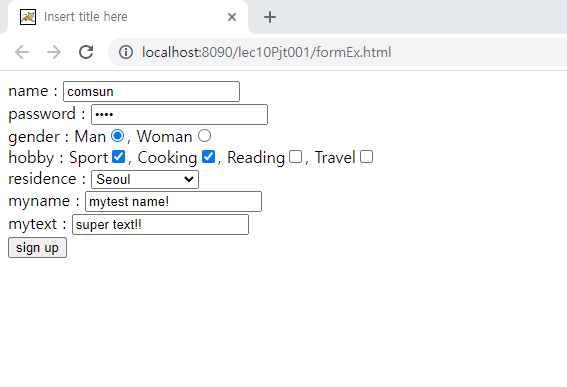 Insert title here
localhost:8090/lec10Pjt001/formEx.html
name : comsun
password : ••••
gender : Man, Woman
hobby : Sport, Cooking, Reading, Travel
residence : Seoul
myname : mytest name!
mytext : super text!!
sign up